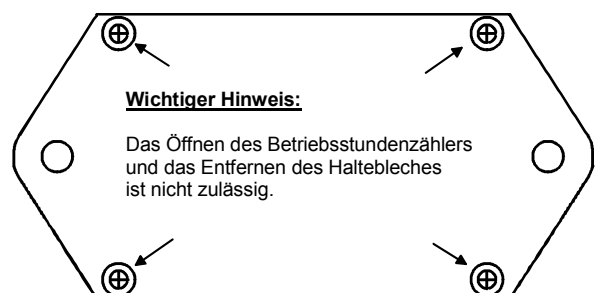 Wichtiger Hinweis:
Das Öffnen des Betriebsstundenzählers
und das Entfernen des Haltebleches
ist nicht zulässig.